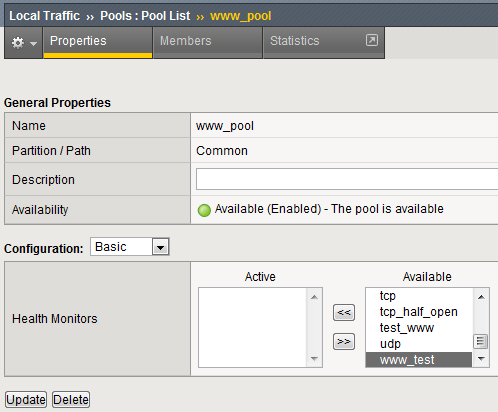 Local Traffic ›› Pools : Pool List ›› www_pool
Properties Members Statistics
General Properties
Name www_pool
Partition / Path Common
Description
Availability Available (Enabled) - The pool is available
Configuration: Basic
Active Available
Health Monitors
<< >>
tcp
tcp_half_open
test_www
udp
www_test
Update Delete